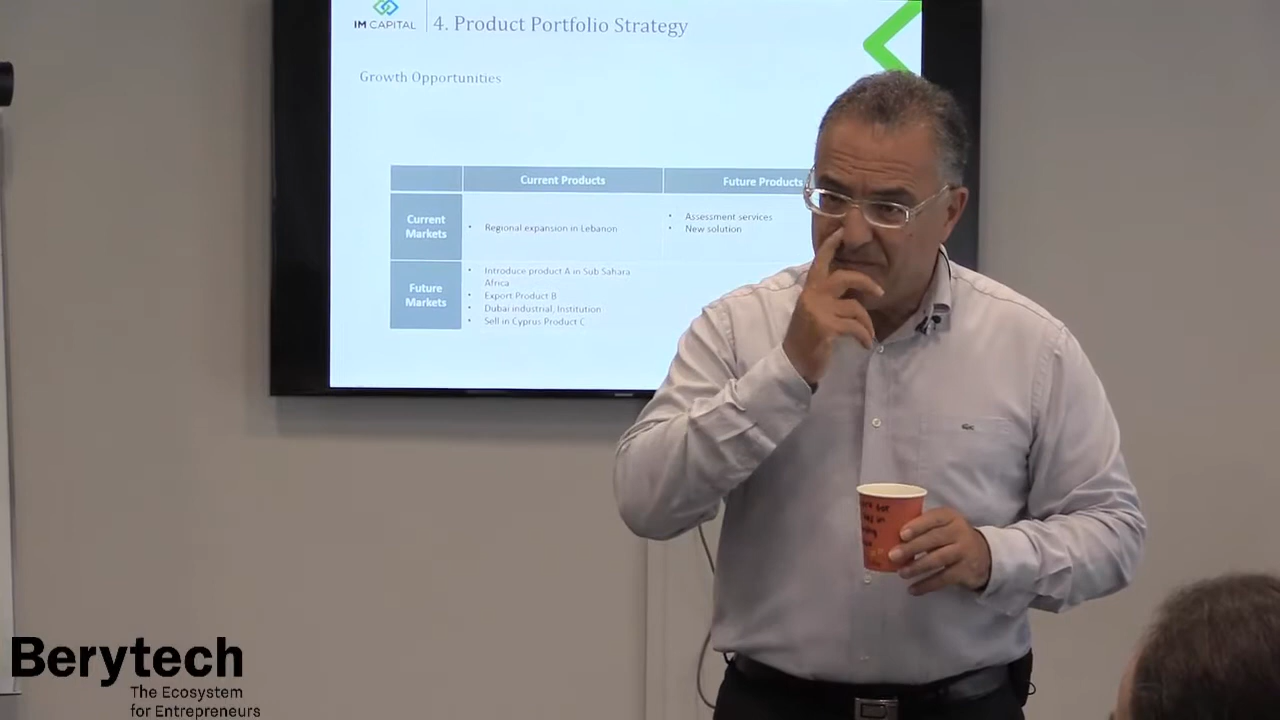 IM CAPITAL
4. Product Portfolio Strategy
Growth Opportunities
Current Products
Future Products
Current
Markets
• Regional expansion in Lebanon
• Assessment services
• New solution
Future
Markets
• Introduce product A in Sub Sahara
Africa
• Export Product B
• Dubai industrial, Institution
• Sell in Cyprus Product C
Berytech
The Ecosystem
for Entrepreneurs